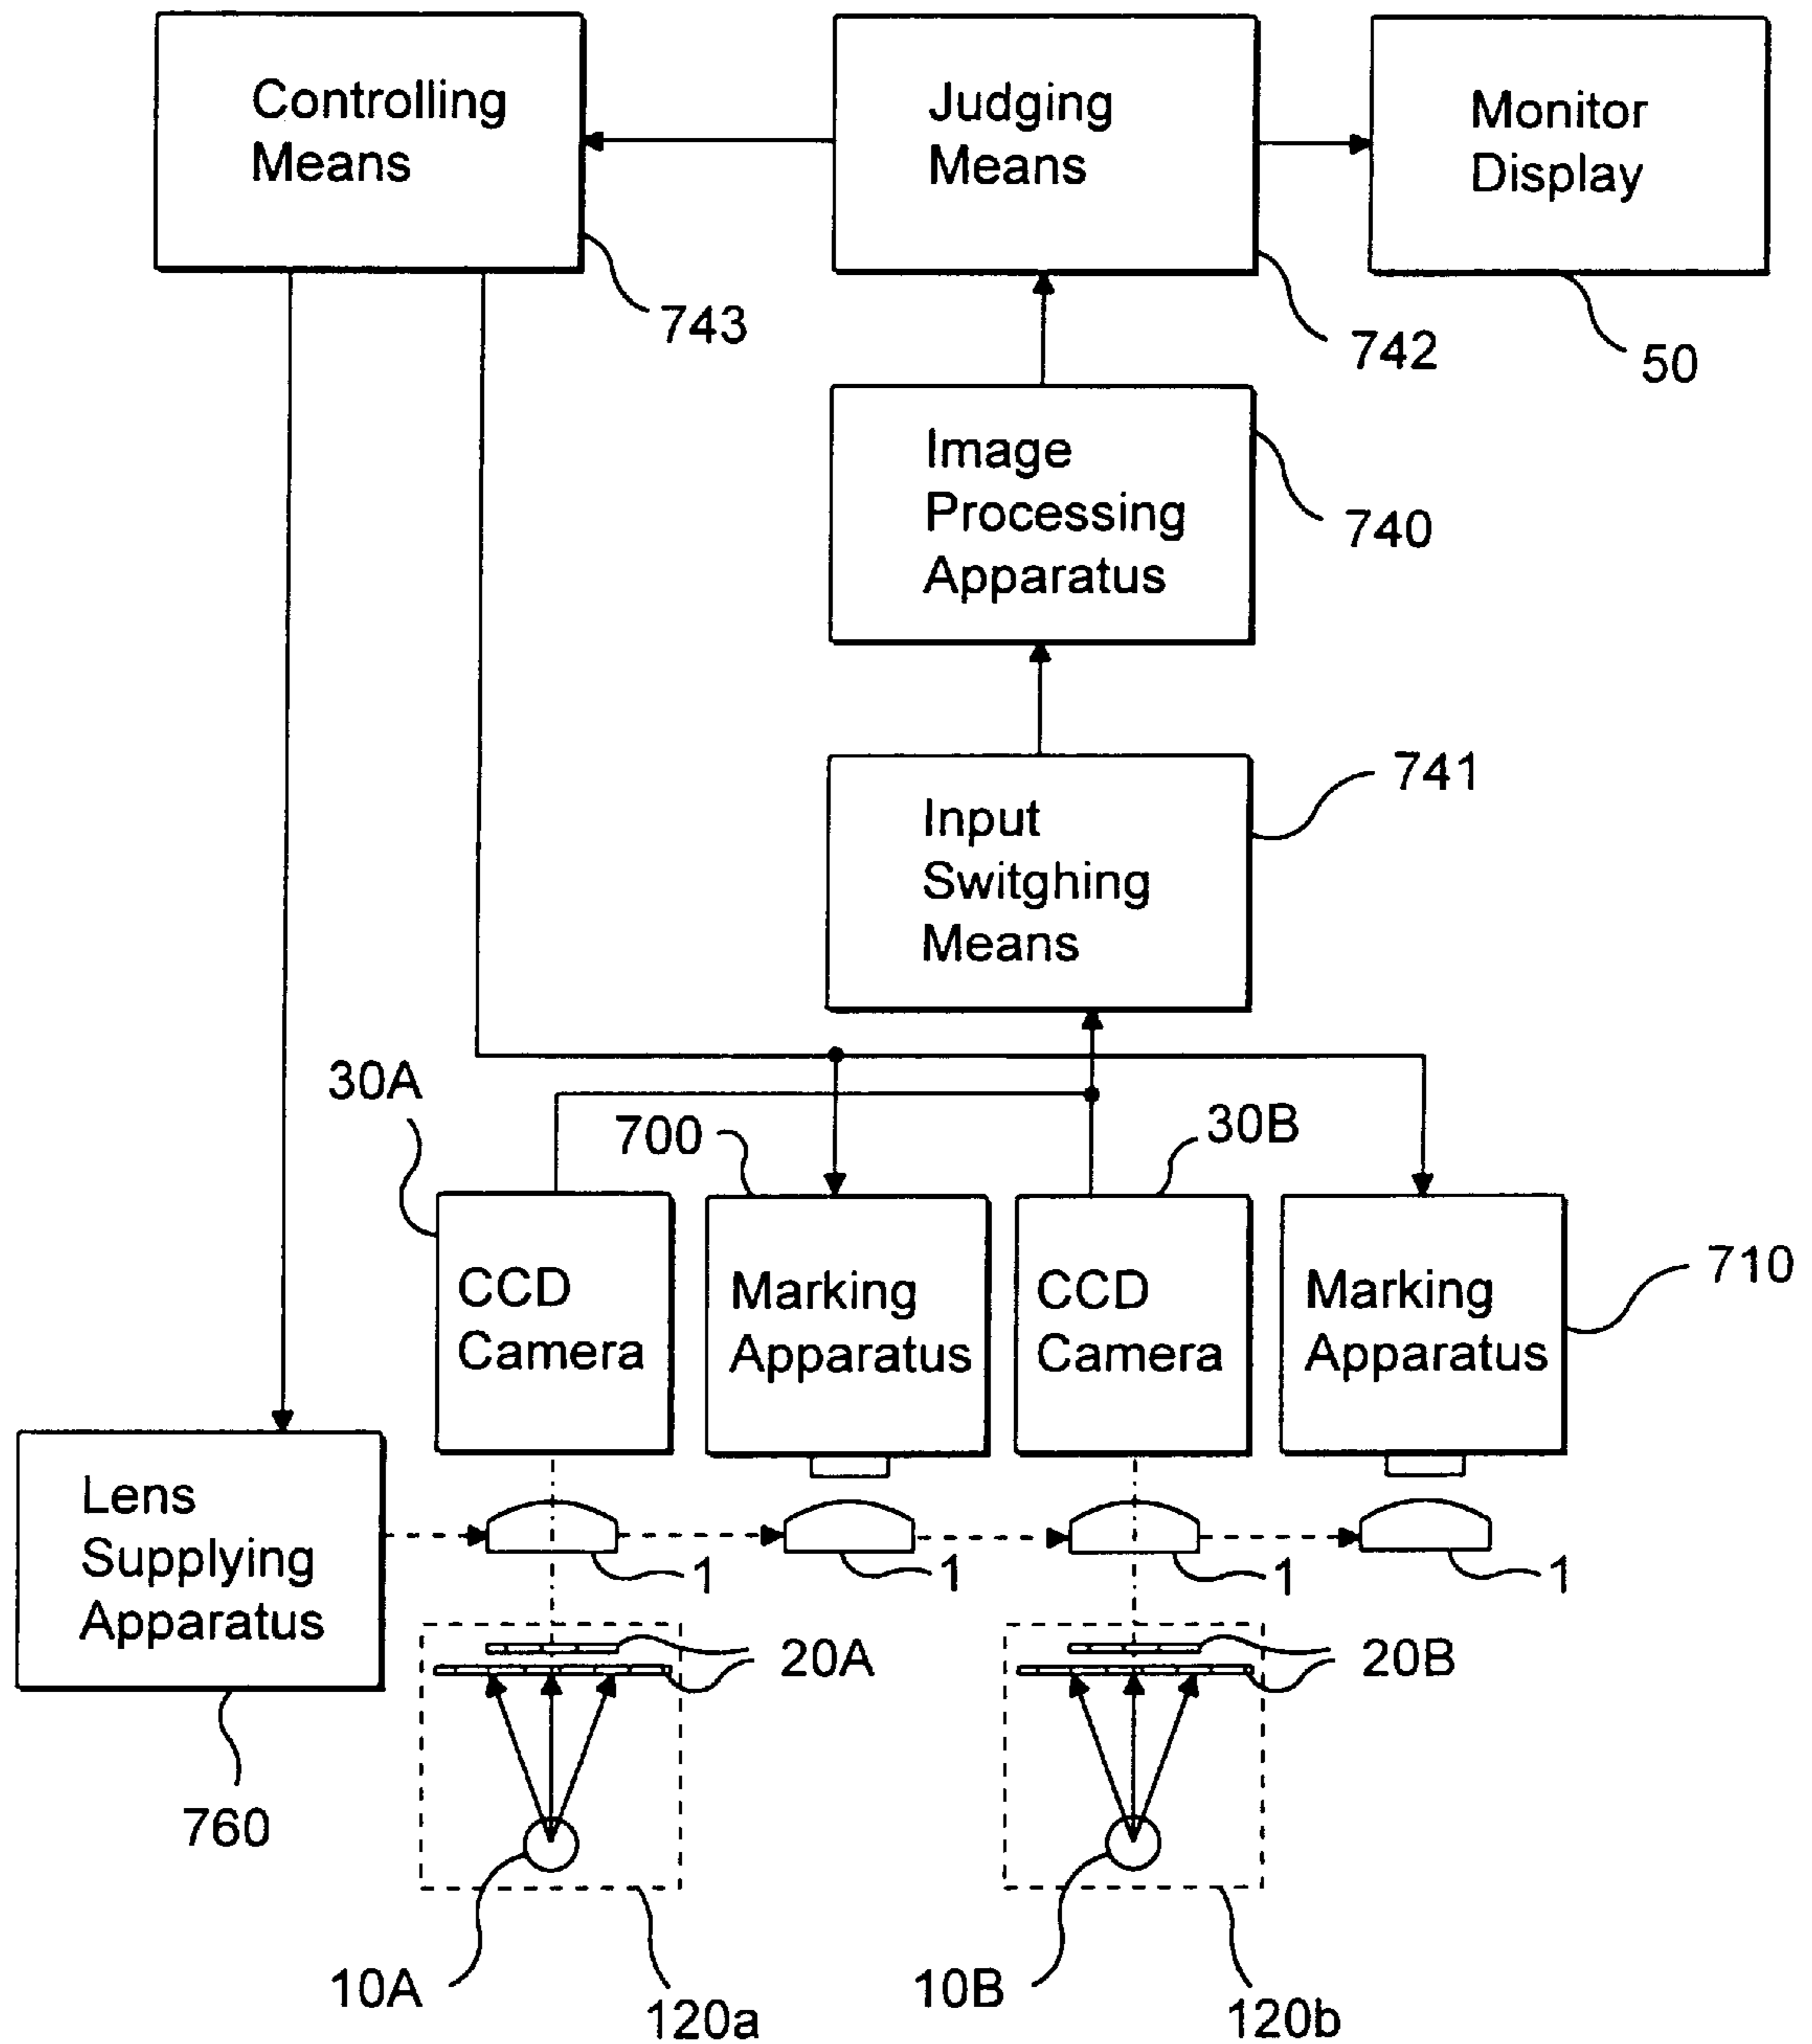 Controlling
Means
Judging
Means
Monitor
Display
743
742
50
Image
Processing
Apparatus
740
Input
Switghing
Means
741
30A
700
30B
CCD
Camera
Marking
Apparatus
CCD
Camera
Marking
Apparatus
710
Lens
Supplying
Apparatus
1
1
1
1
20A
20B
760
10A
120a
10B
120b